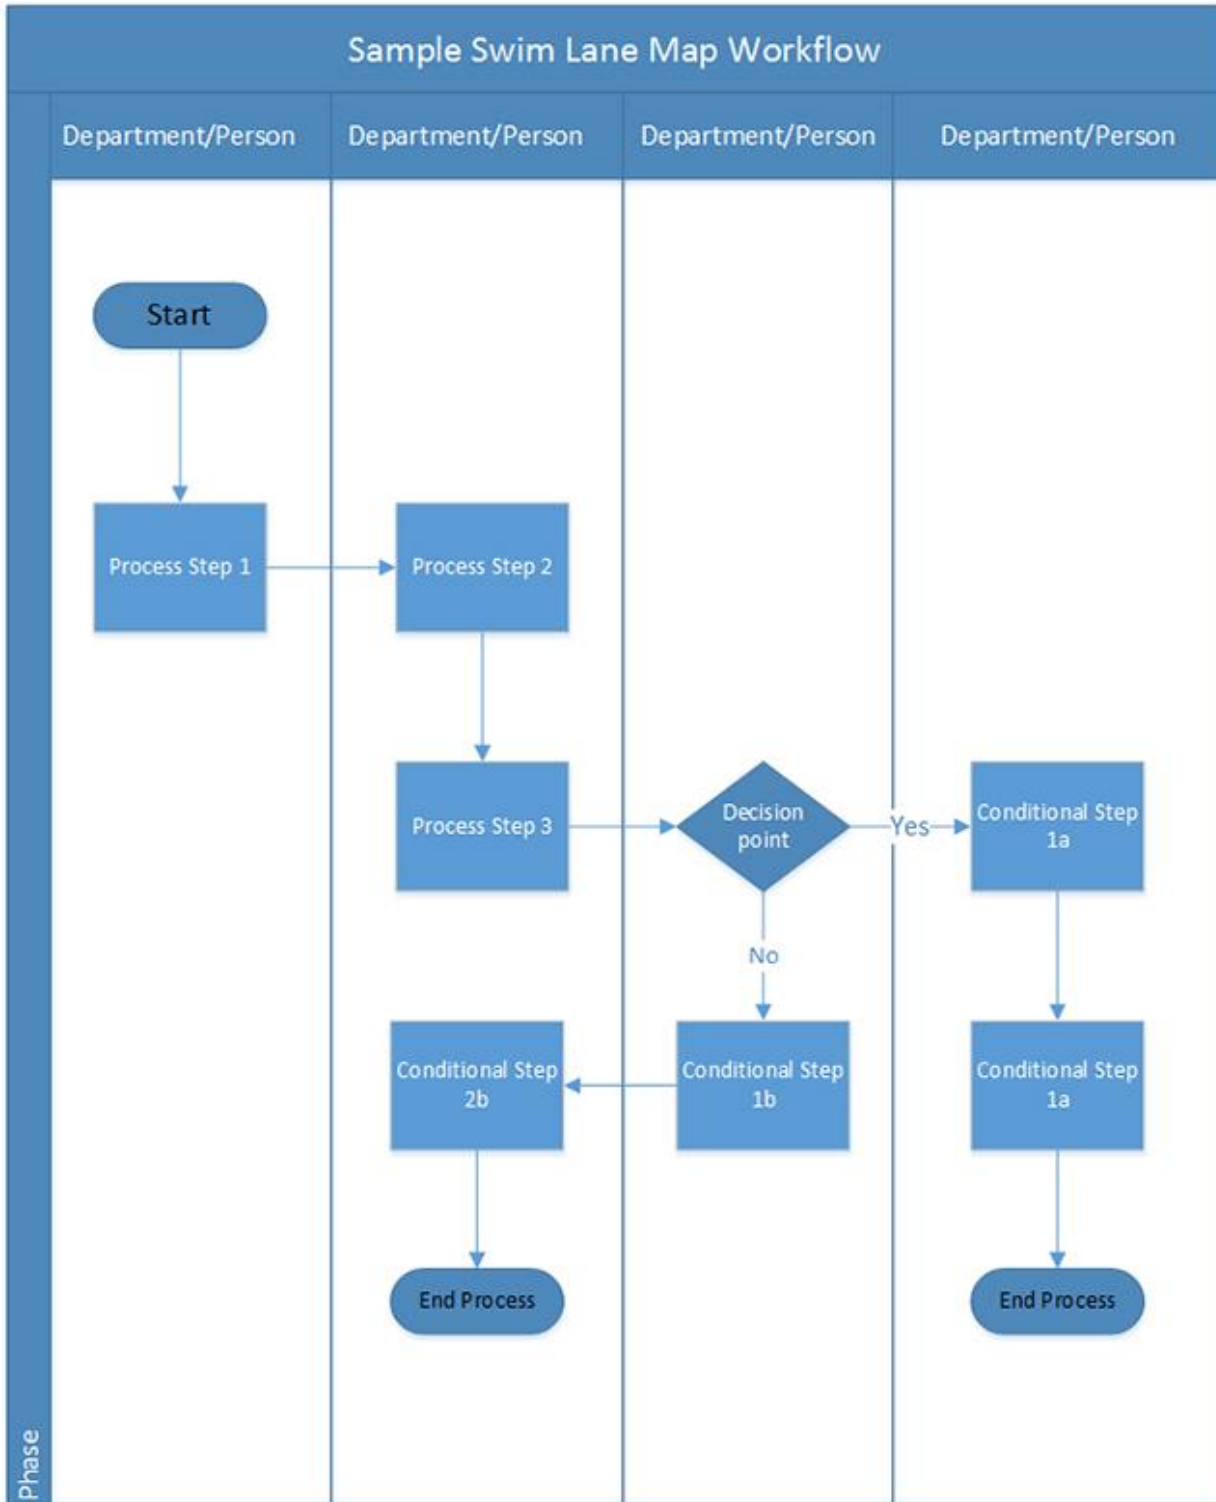 Sample Swim Lane Map Workflow
Department/Person
Department/Person
Department/Person
Department/Person
Start
Process Step 1
Process Step 2
Process Step 3
Decision
point
Yes
Conditional Step
1a
No
Conditional Step
2b
Conditional Step
1b
Conditional Step
1a
End Process
End Process
Phase